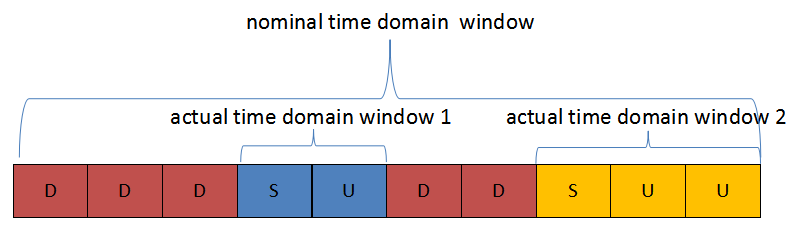 nominal time domain window
actual time domain window 1 actual time domain window 2
D D D S U D D S U U